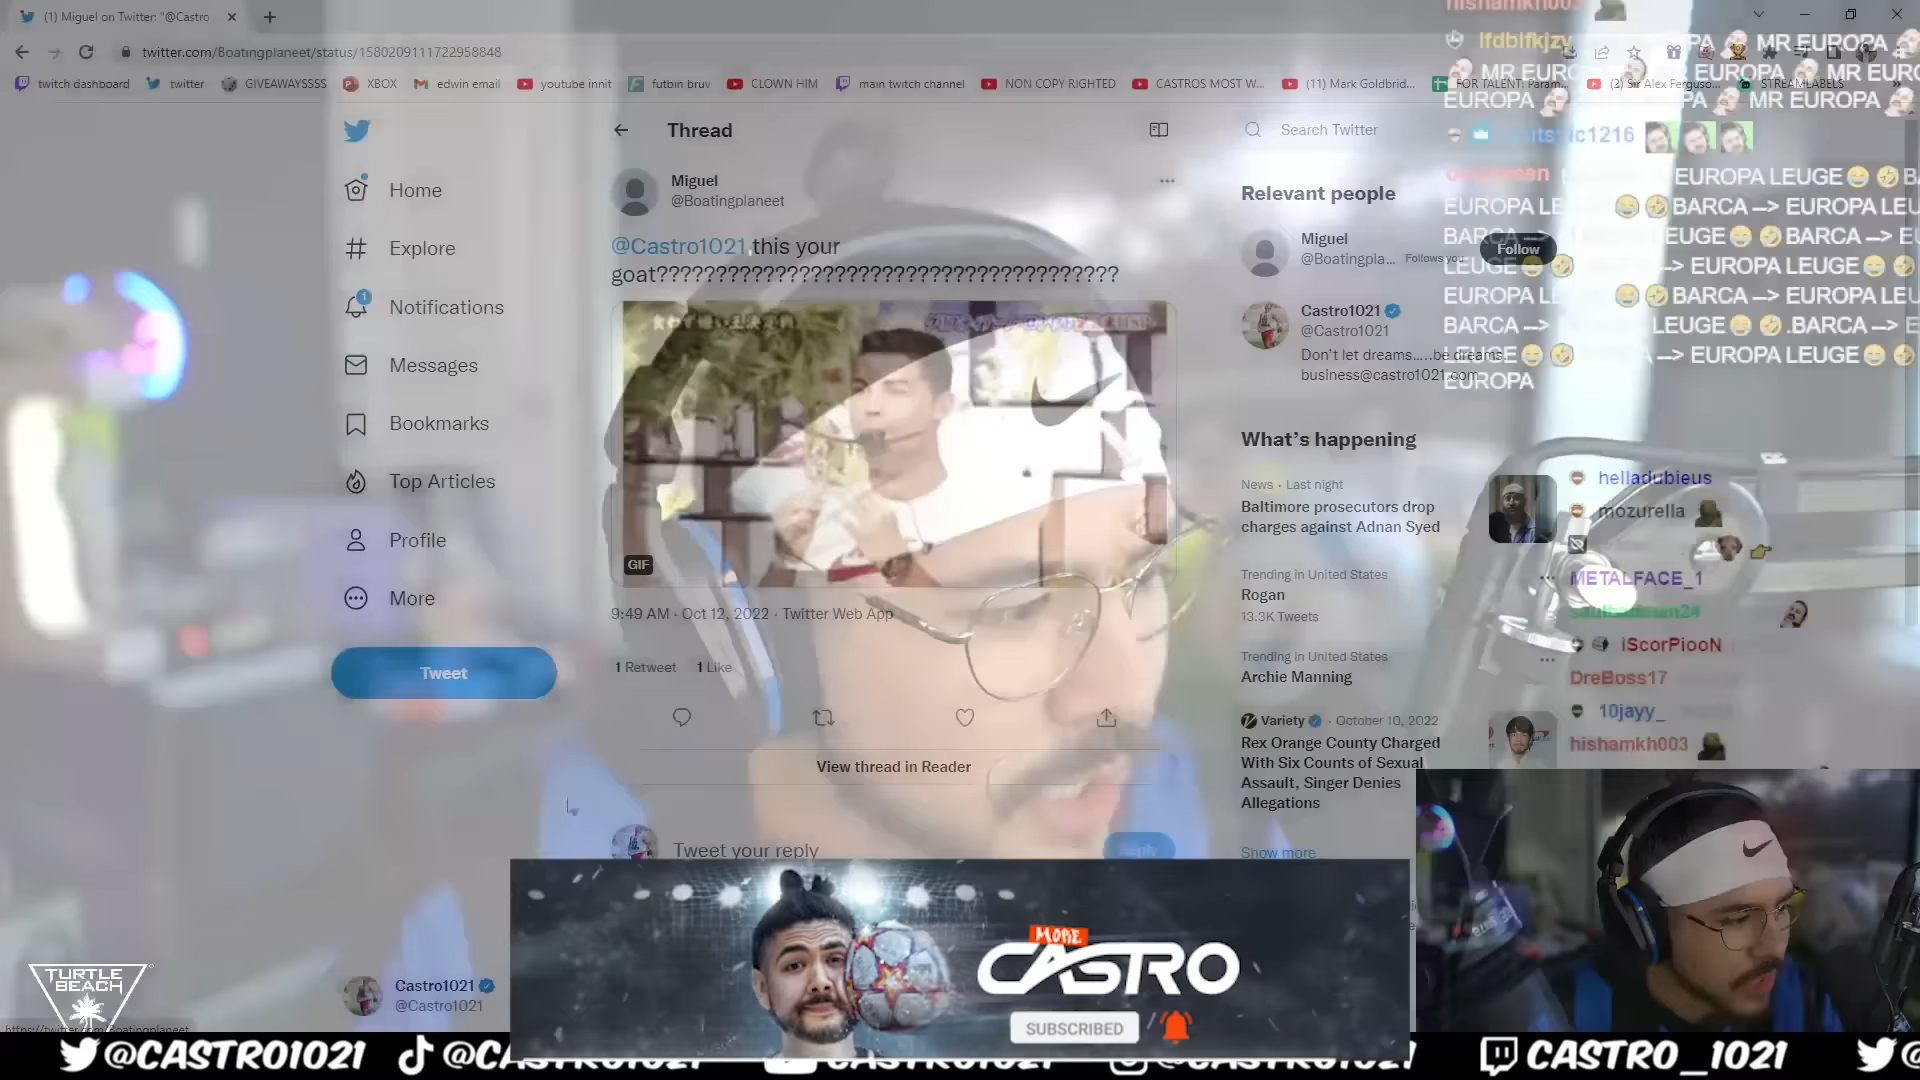 (1) Miguel on Twitter: "@Castro
twitter.com/Boatingplaneet/status/1580209111722958848
twitch dashboard
twitter
GIVEAWAYSSSS
XBOX
edwin email
youtube innit
futbin bruv
CLOWN HIM
main twitch channel
NON COPY RIGHTED
CASTROS MOST W...
(11) Mark Goldbrid...
FOR TALENT: Param...
(2) Sir Alex Ferguso...
STREAMLABELS
Home
Explore
1
Notifications
Messages
Bookmarks
Top Articles
Profile
More
Tweet
Castro1021
@Castro1021
https://twitter.com/Boatingplaneet
Thread
Miguel
@Boatingplaneet
@Castro1021 this your
goat???????????????????????????????????????
GIF
9:49 AM · Oct 12, 2022 · Twitter Web App
1 Retweet 1 Like
View thread in Reader
Tweet your reply
Reply
Search Twitter
Relevant people
Miguel
@Boatingpla... Follows you
Follow
Castro1021
@Castro1021
Don't let dreams.....be dreams.
business@castro1021.com
What's happening
News · Last night
Baltimore prosecutors drop
charges against Adnan Syed
Trending in United States
Rogan
13.3K Tweets
Trending in United States
Archie Manning
Variety · October 10, 2022
Rex Orange County Charged
With Six Counts of Sexual
Assault, Singer Denies
Allegations
Show more
hishamkh003
MR EUROPA
MR EUROPA
EUROPA
MR EUROPA
EUROPA LEUGE 😂 🤣
BARCA --> EUROPA LEU
LEUGE 😂 🤣 BARCA --> E
--> EUROPA LEUGE 😂 🤣
BARCA --> EUROPA LEU
BARCA --> LEUGE 😂 🤣 .BARCA --> E
LEUGE 😂 🤣 --> EUROPA LEUGE 😂 🤣
EUROPA
helladubieus
mozurella
METALFACE_1
iScorPiooN
DreBoss17
10jayy_
hishamkh003
MORE
CASTRO
SUBSCRIBED
TURTLE
BEACH
@CASTRO1021
CASTRO_1021